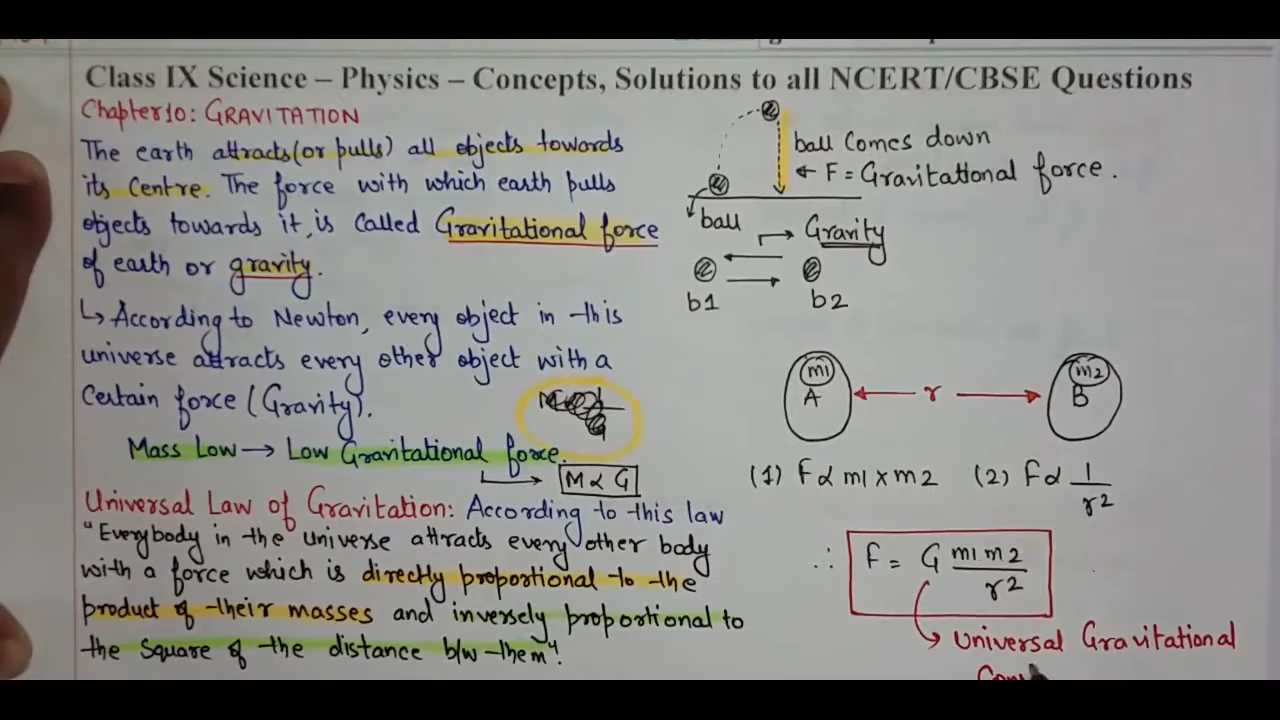 Class IX Science – Physics – Concepts, Solutions to all NCERT/CBSE Questions
Chapter 10: GRAVITATION
The earth attracts (or pulls) all objects towards
its Centre. The force with which earth pulls
objects towards it, is called Gravitational force
of earth or gravity.
↳ According to Newton, every object in this
universe attracts every other object with a
Certain force (Gravity).
Mass Low → Low Gravitational force.
M ∝ G
Universal Law of Gravitation: According to this law
"Everybody in the universe attracts every other body
with a force which is directly proportional to the
product of their masses and inversely proportional to
the square of the distance b/w them".
ball comes down
← F = Gravitational force.
ball
→ Gravity
b1 b2
m1 m2
A ← r → B
(1) F ∝ m1 x m2 (2) F ∝ 1/r2
∴ F = G m1 m2 / r2
Universal Gravitational